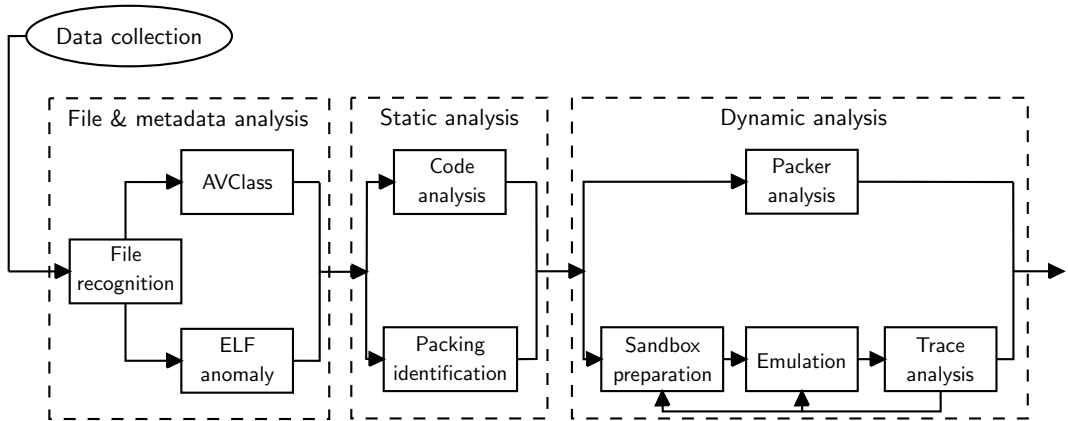 Data collection
File & metadata analysis
AVClass
File
recognition
ELF
anomaly
Static analysis
Code
analysis
Packing
identification
Dynamic analysis
Packer
analysis
Sandbox
preparation
Emulation
Trace
analysis